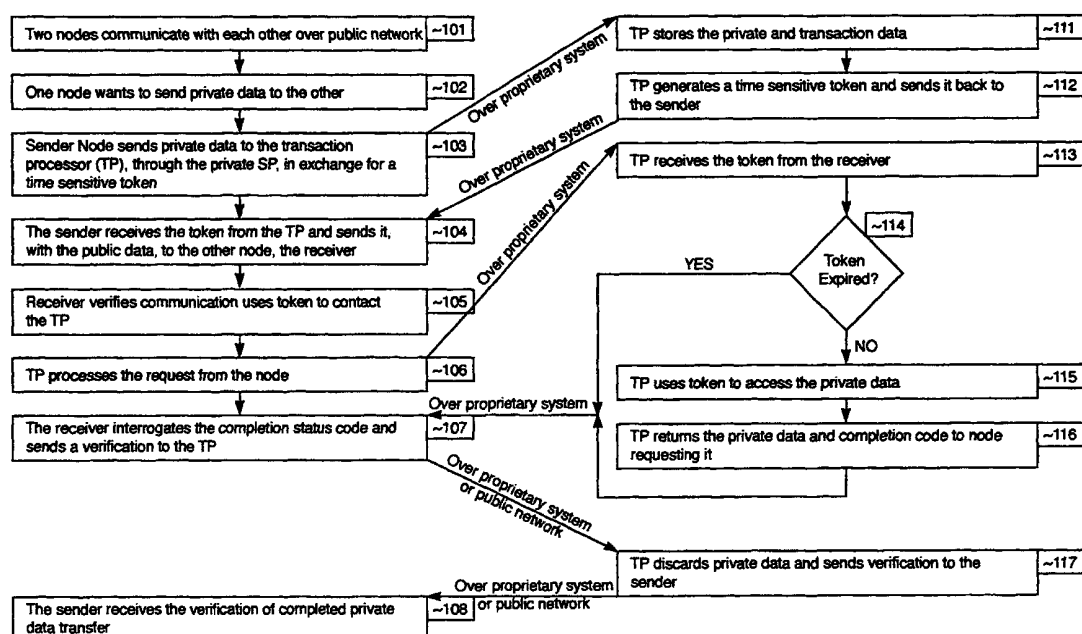 Two nodes communicate with each other over public network
~101
One node wants to send private data to the other
~102
Sender Node sends private data to the transaction
processor (TP), through the private SP, in exchange for a
time sensitive token
~103
The sender receives the token from the TP and sends it,
with the public data, to the other node, the receiver
~104
Receiver verifies communication uses token to contact
the TP
~105
TP processes the request from the node
~106
The receiver interrogates the completion status code and
sends a verification to the TP
~107
The sender receives the verification of completed private
data transfer
~108
Over proprietary system
Over proprietary system
Over proprietary system
Over proprietary system
Over proprietary system
or public network
Over proprietary system
or public network
TP stores the private and transaction data
~111
TP generates a time sensitive token and sends it back to
the sender
~112
TP receives the token from the receiver
~113
~114
Token
Expired?
YES
NO
TP uses token to access the private data
~115
TP returns the private data and completion code to node
requesting it
~116
TP discards private data and sends verification to the
sender
~117